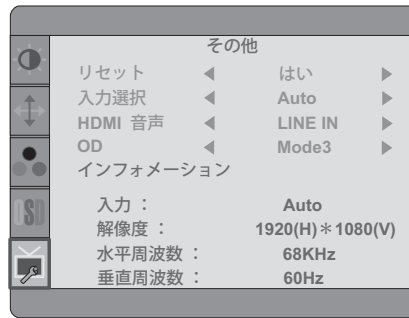 その他
リセット ◀ はい ▶
入力選択 ◀ Auto ▶
HDMI 音声 ◀ LINE IN ▶
OD ◀ Mode3 ▶
インフォメーション
入力 : Auto
解像度 : 1920(H)＊1080(V)
水平周波数 : 68KHz
垂直周波数 : 60Hz
OSD